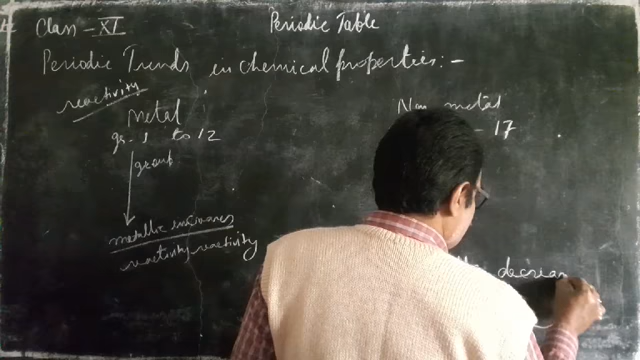 Class - XI
Periodic Table
Periodic Trends in chemical properties : -
reactivity
metal
gr. 1 to 12
group
metallic increases
reactivity reactivity
Non metal
- 17
decreas